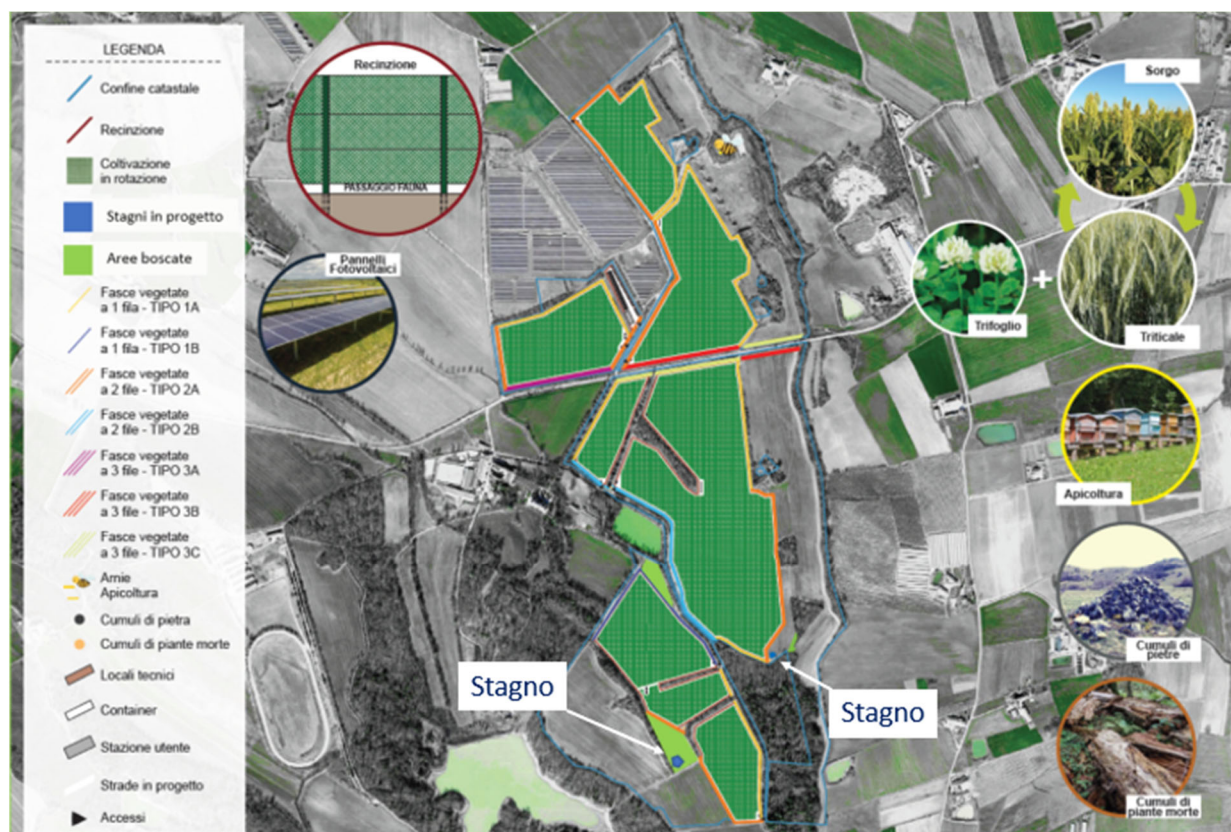 LEGENDA
Confine catastale
Recinzione
Coltivazione
in rotazione
Stagni in progetto
Aree boscate
Fasce vegetate
a 1 fila - TIPO 1A
Fasce vegetate
a 1 fila - TIPO 1B
Fasce vegetate
a 2 file - TIPO 2A
Fasce vegetate
a 2 file - TIPO 2B
Fasce vegetate
a 3 file - TIPO 3A
Fasce vegetate
a 3 file - TIPO 3B
Fasce vegetate
a 3 file - TIPO 3C
Arnie
Apicoltura
Cumuli di pietra
Cumuli di piante morte
Locali tecnici
Container
Stazione utente
Strade in progetto
Accessi
Recinzione
PASSAGGIO FAUNA
Pannelli
Fotovoltaici
Sorgo
Trifoglio
+
Triticale
Apicoltura
Cumuli di
pietre
Cumuli di
piante morte
Stagno
Stagno